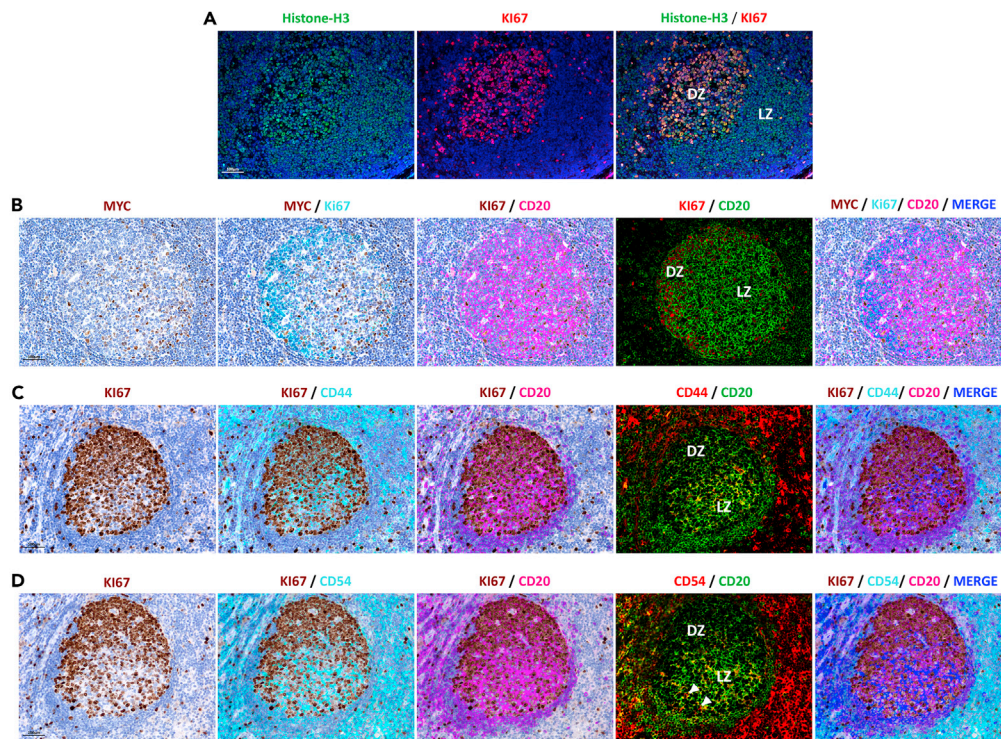 A
Histone-H3 KI67 Histone-H3 / KI67
DZ
LZ
B
MYC MYC / Ki67 KI67 / CD20 KI67 / CD20 MYC / Ki67/ CD20 / MERGE
DZ
LZ
C
KI67 KI67 / CD44 KI67 / CD20 CD44 / CD20 KI67 / CD44/ CD20 / MERGE
DZ
LZ
D
KI67 KI67 / CD54 KI67 / CD20 CD54 / CD20 KI67 / CD54/ CD20 / MERGE
DZ
LZ